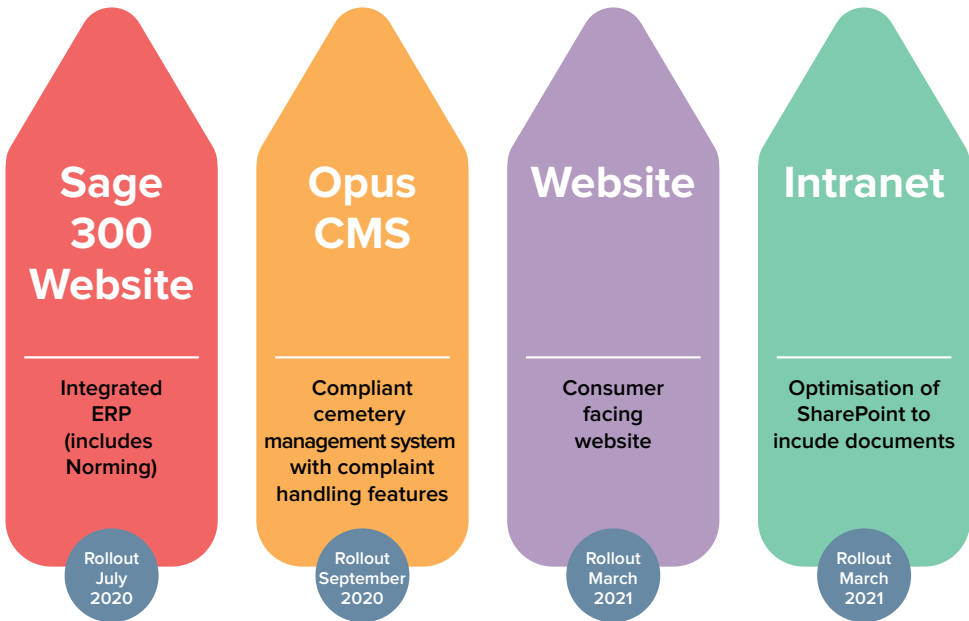 Sage
300
Website
Integrated
ERP
(includes
Norming)
Rollout
July
2020
Opus
CMS
Compliant
cemetery
management system
with complaint
handling features
Rollout
September
2020
Website
Consumer
facing
website
Rollout
March
2021
Intranet
Optimisation of
SharePoint to
incude documents
Rollout
March
2021